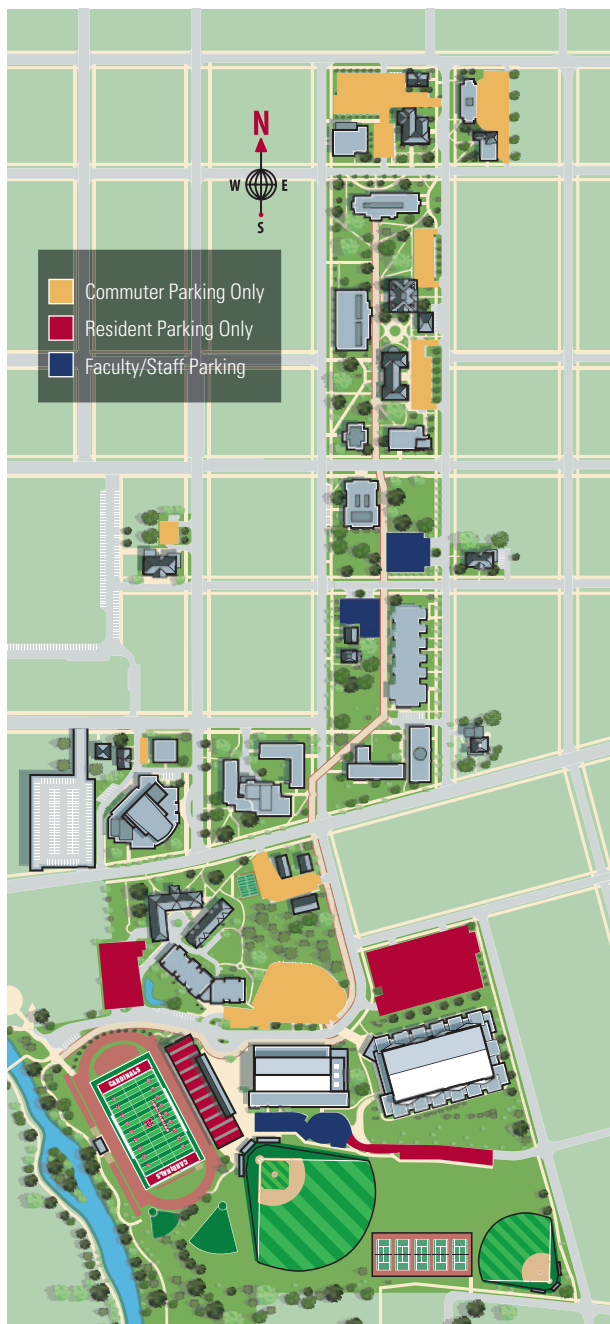 N
W E
S
Commuter Parking Only
Resident Parking Only
Faculty/Staff Parking
CARDINALS
CARDINALS